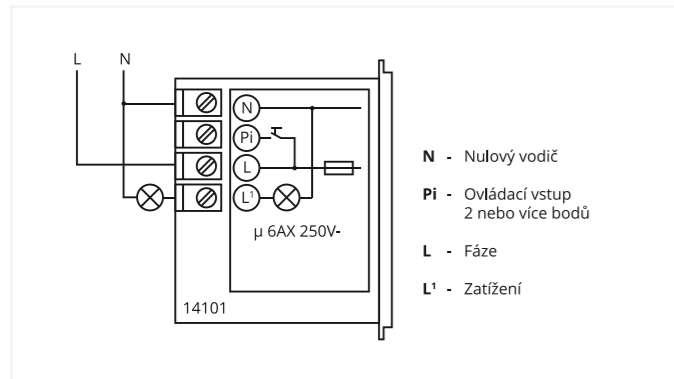 L N
N
Pi
L
L¹
µ 6AX 250V-
14101
N - Nulový vodič
Pi - Ovládací vstup
2 nebo více bodů
L - Fáze
L¹ - Zatížení